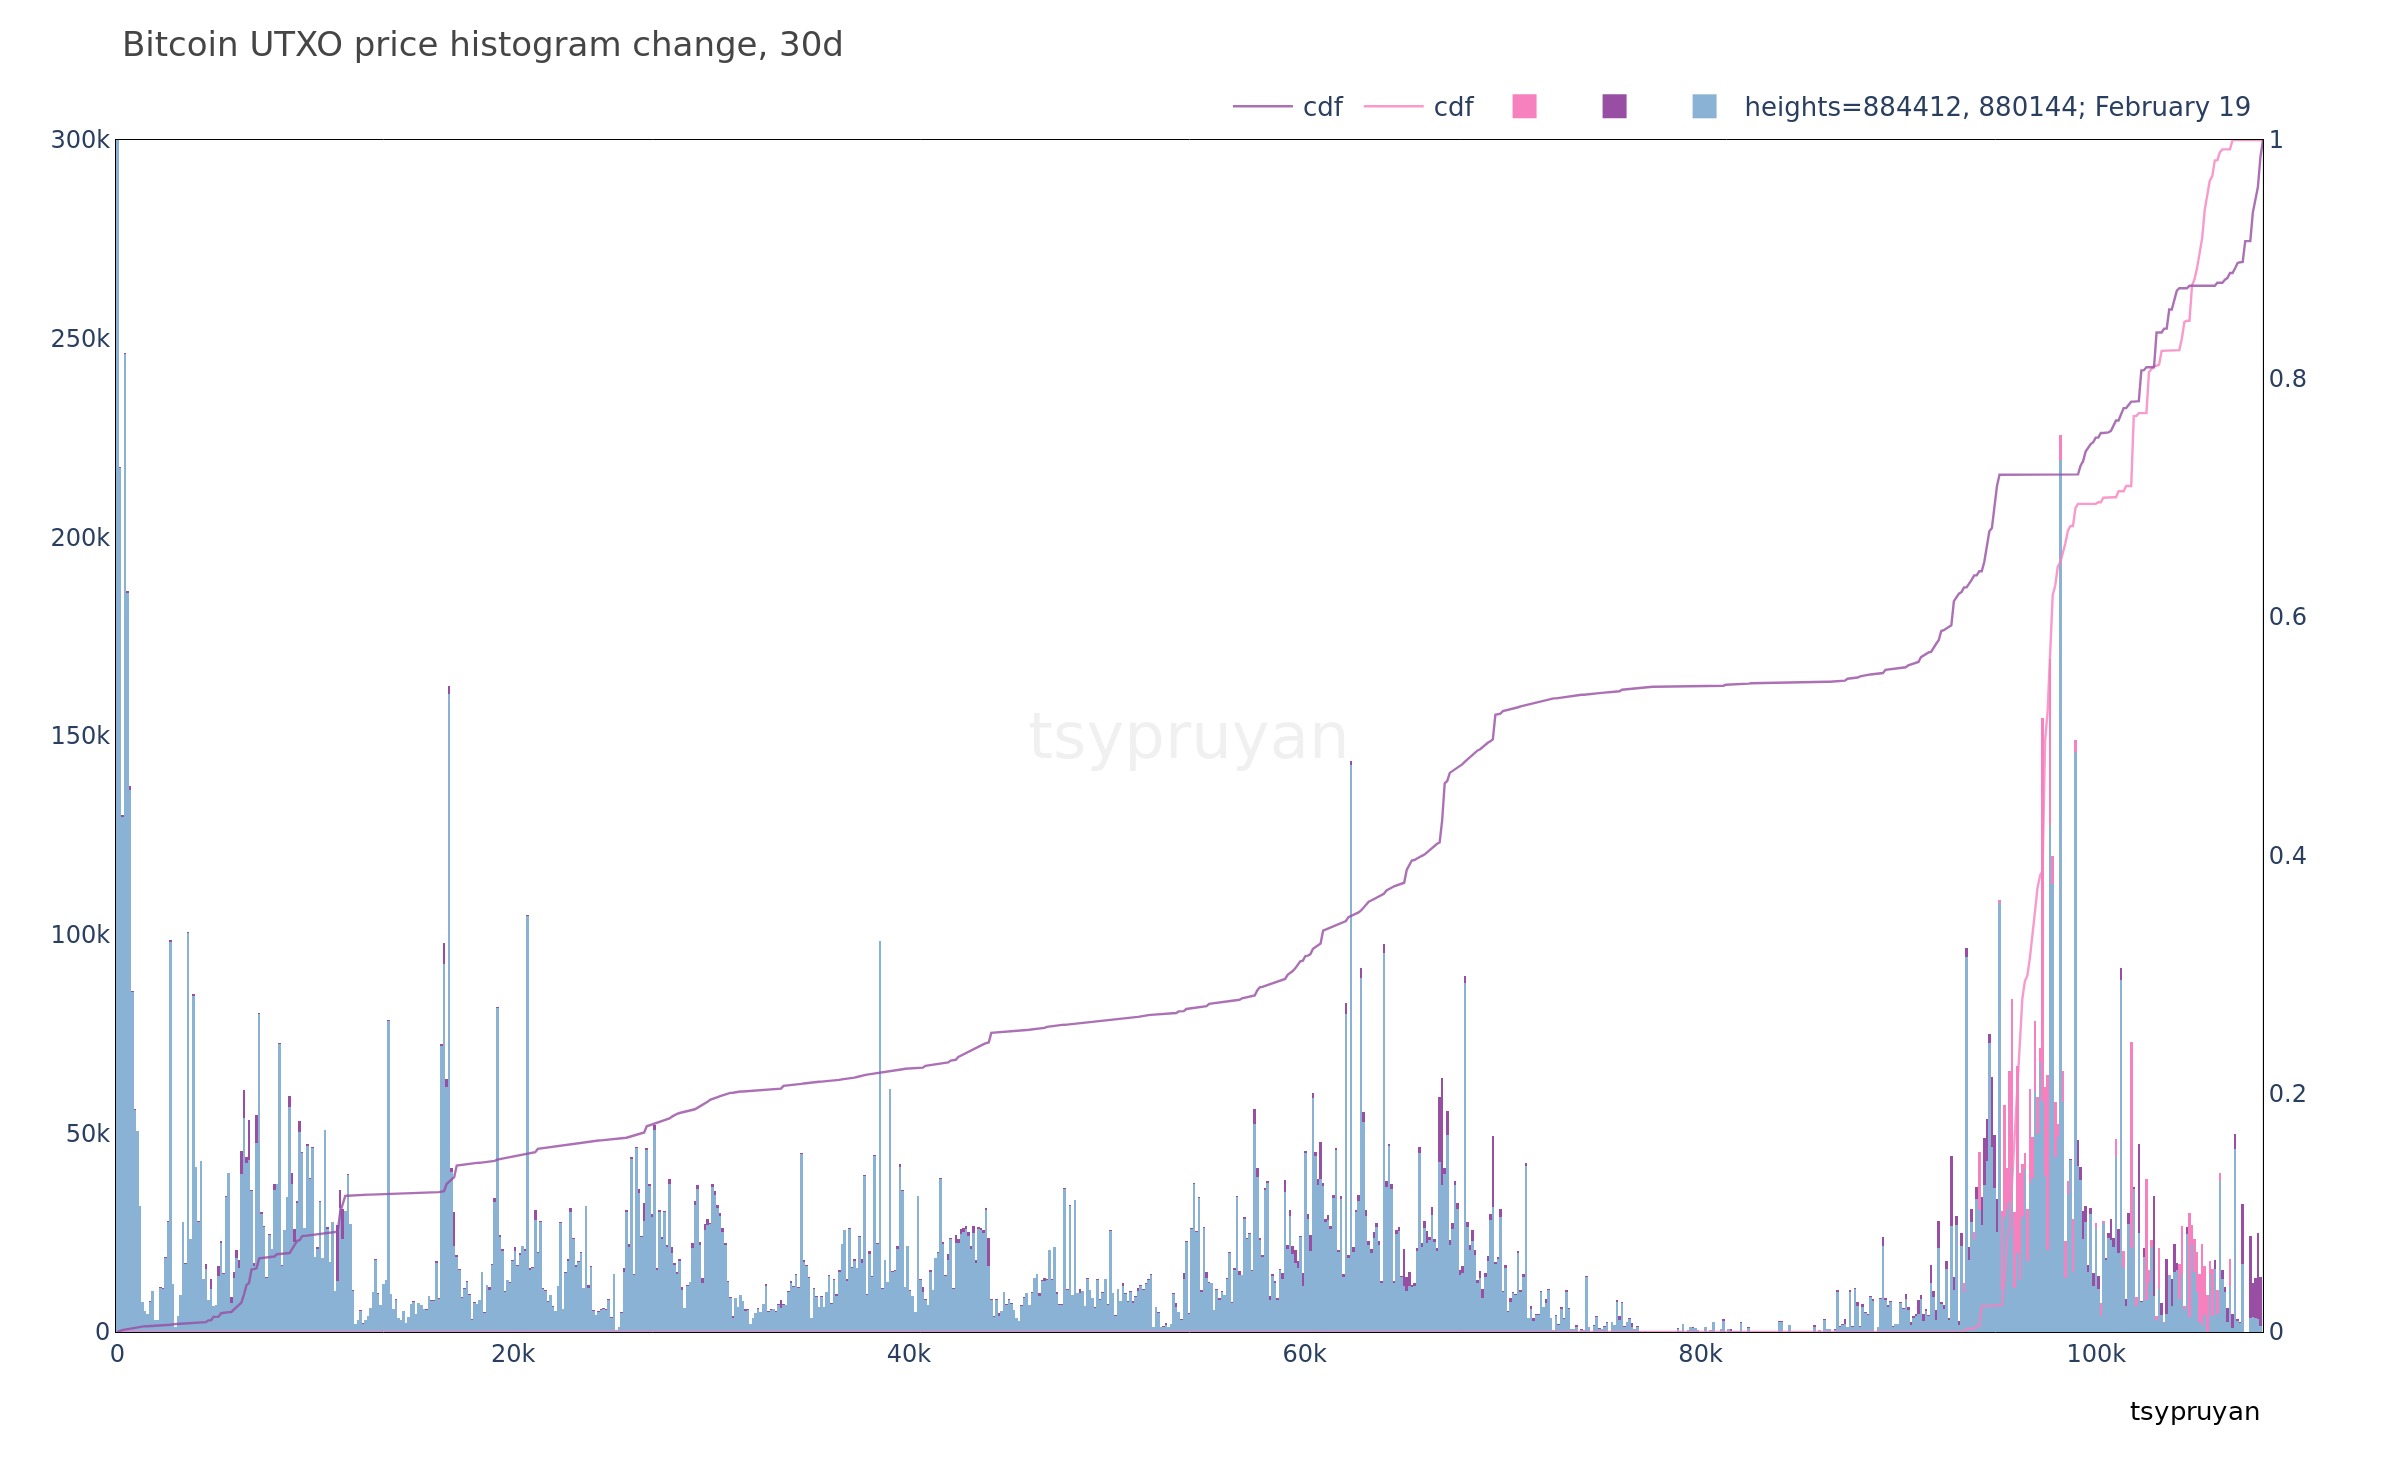 Bitcoin UTXO price histogram change, 30d
cdf cdf heights=884412, 880144; February 19
300k
250k
200k
150k
100k
50k
0
1
0.8
0.6
0.4
0.2
0
tsypruyan
0 20k 40k 60k 80k 100k
tsypruyan